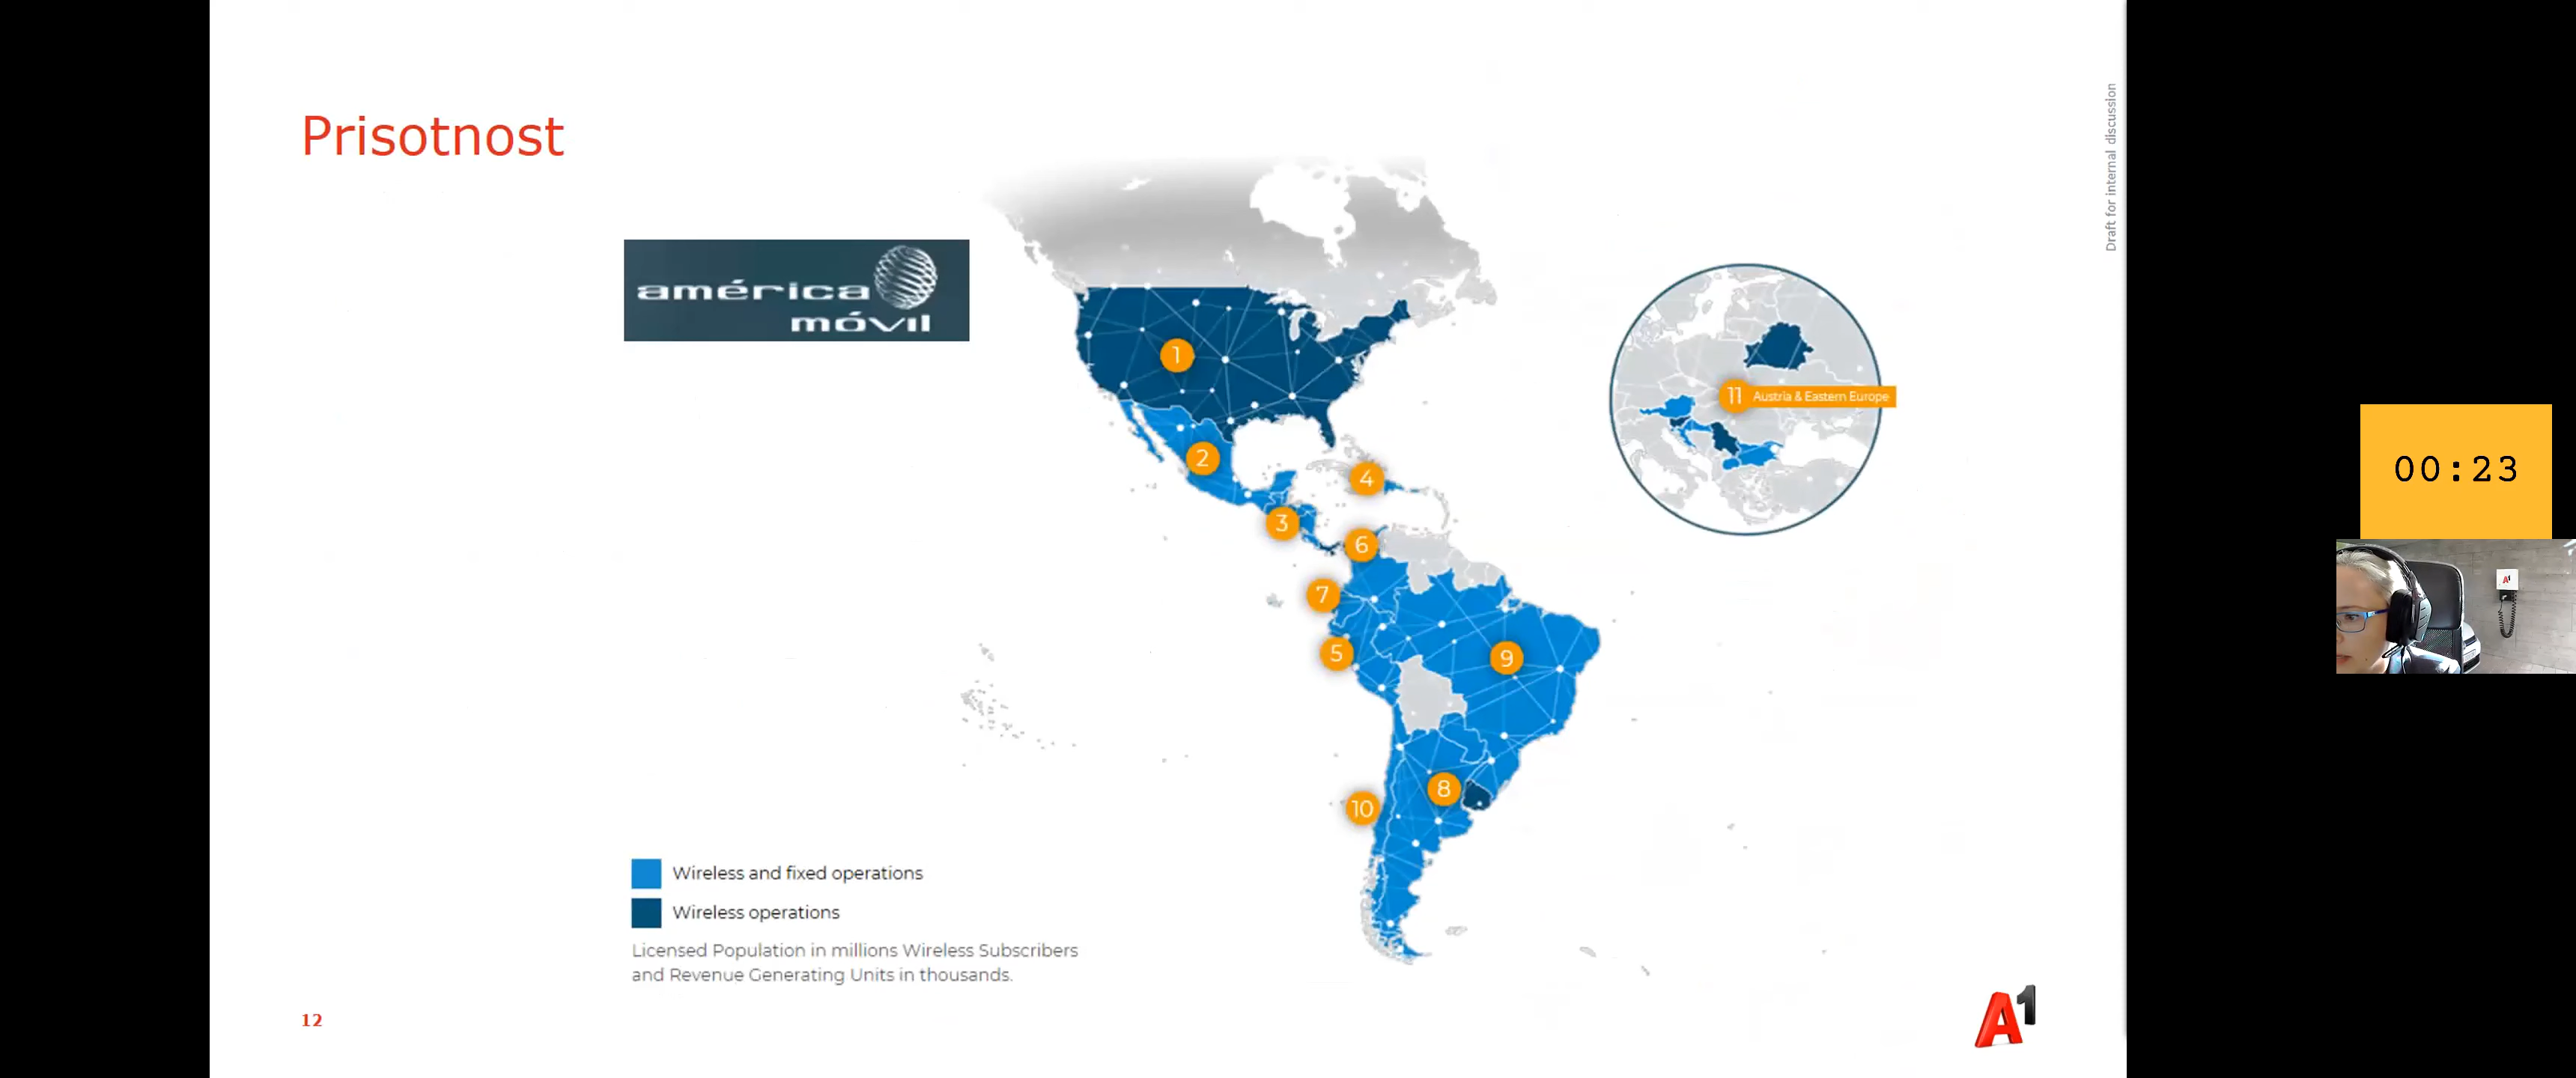 Prisotnost
Draft for internal discussion
américa
móvil
1
11 Austria & Eastern Europe
2
4
3
6
7
5
9
8
10
Wireless and fixed operations
Wireless operations
Licensed Population in millions Wireless Subscribers
and Revenue Generating Units in thousands.
12
A1
00:23
A1